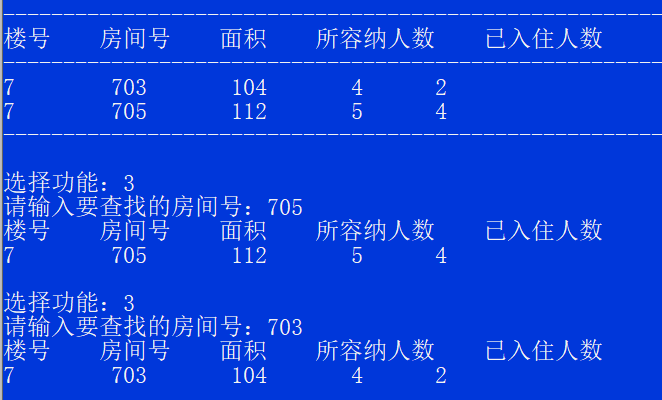 楼号 房间号 面积 所容纳人数 已入住人数
7 703 104 4 2
7 705 112 5 4
选择功能：3
请输入要查找的房间号：705
楼号 房间号 面积 所容纳人数 已入住人数
7 705 112 5 4
选择功能：3
请输入要查找的房间号：703
楼号 房间号 面积 所容纳人数 已入住人数
7 703 104 4 2